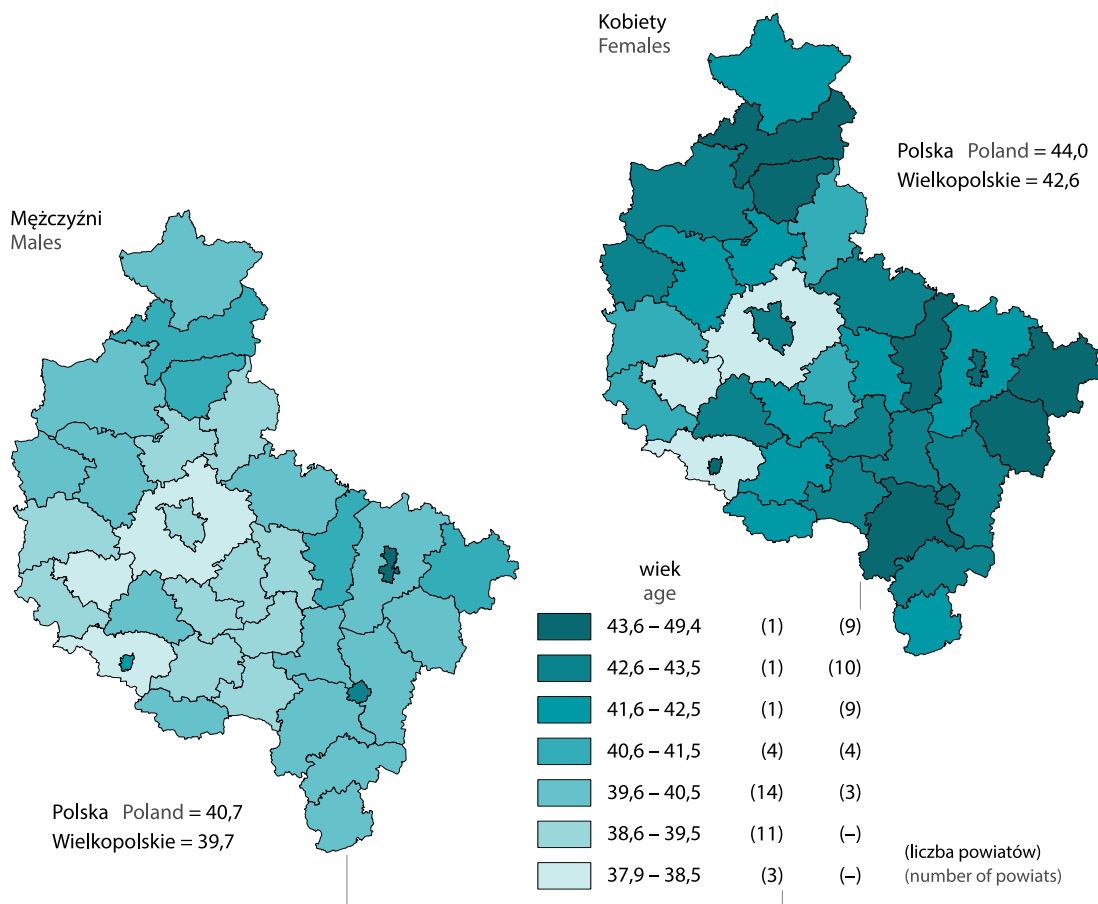 Kobiety
Females
Polska Poland = 44,0
Wielkopolskie = 42,6
Mężczyźni
Males
wiek
age
43,6 – 49,4 (1) (9)
42,6 – 43,5 (1) (10)
41,6 – 42,5 (1) (9)
40,6 – 41,5 (4) (4)
39,6 – 40,5 (14) (3)
38,6 – 39,5 (11) (–)
37,9 – 38,5 (3) (–)
Polska Poland = 40,7
Wielkopolskie = 39,7
(liczba powiatów)
(number of powiats)